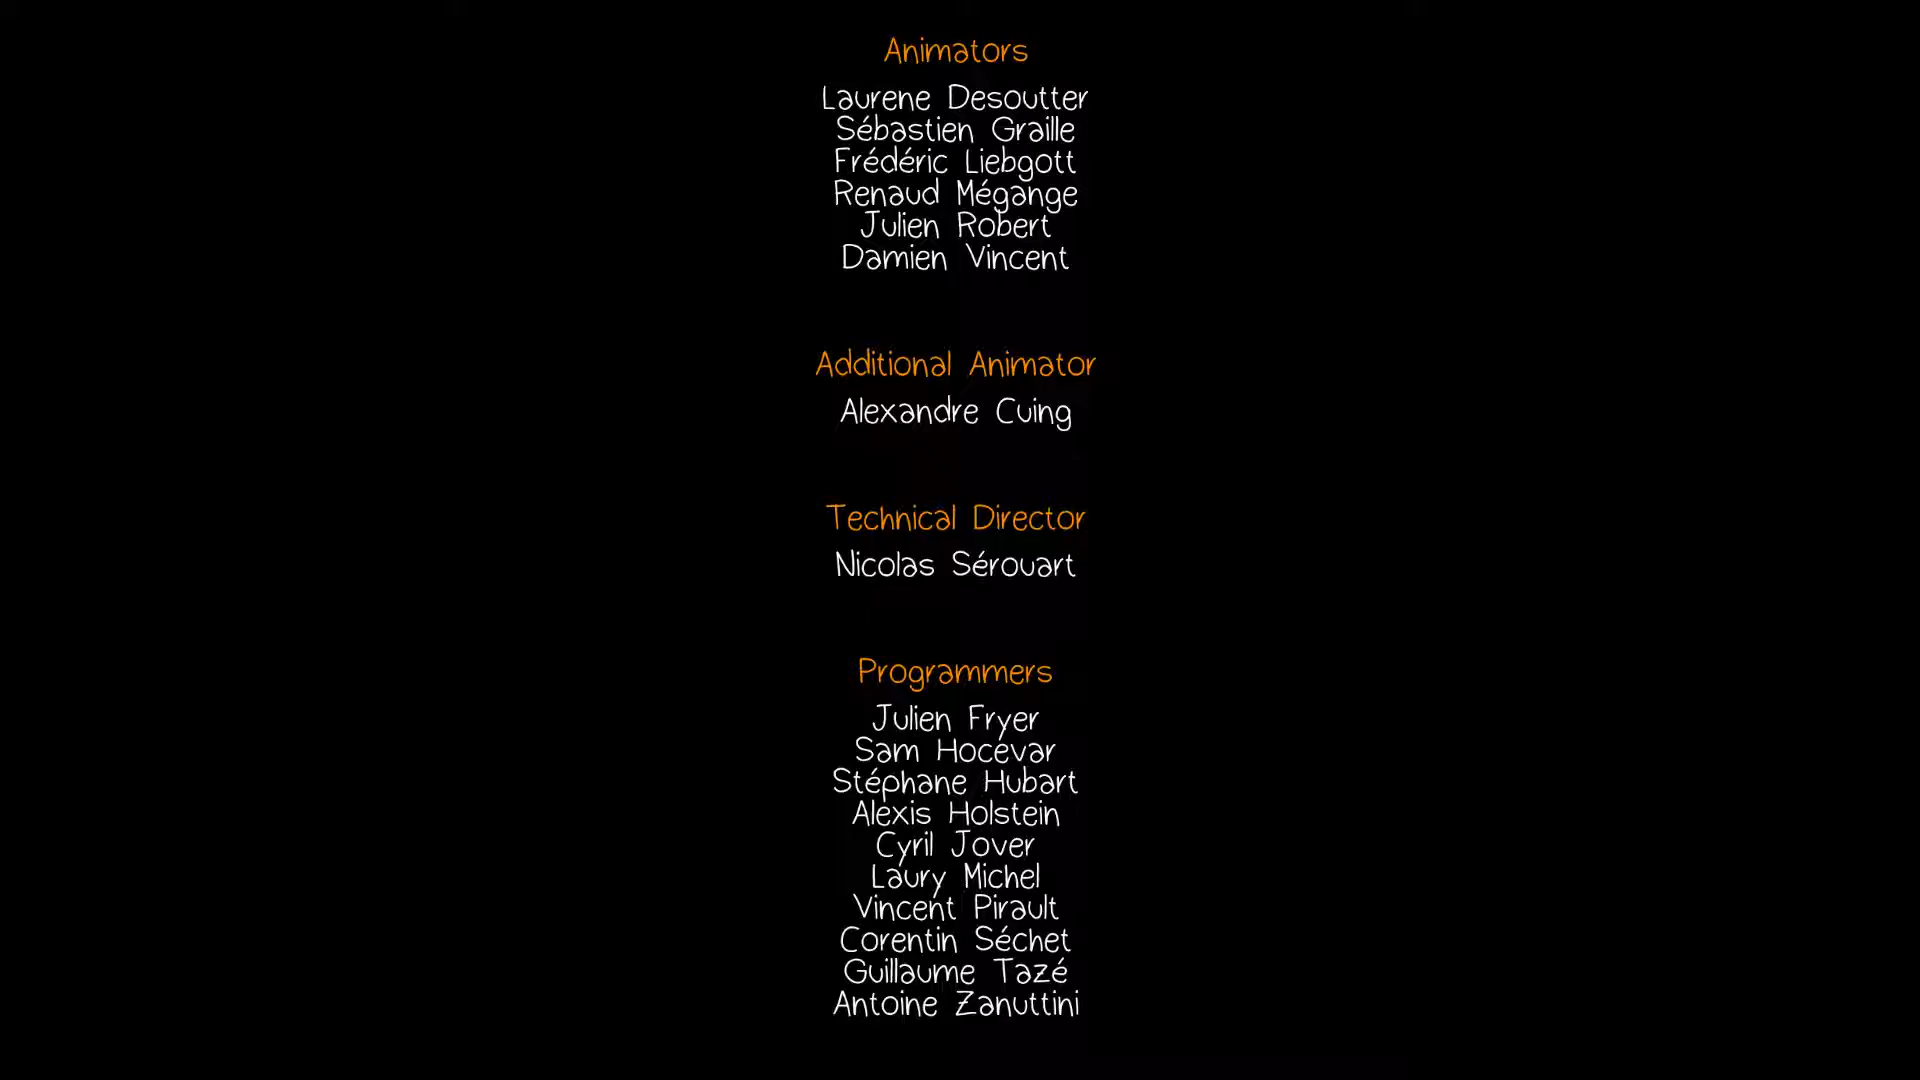 Animators
Laurene Desoutter
Sébastien Graille
Frédéric Liebgott
Renaud Mégange
Julien Robert
Damien Vincent
Additional Animator
Alexandre Cuing
Technical Director
Nicolas Sérouart
Programmers
Julien Fryer
Sam Hocevar
Stéphane Hubart
Alexis Holstein
Cyril Jover
Laury Michel
Vincent Pirault
Corentin Séchet
Guillaume Tazé
Antoine Zanuttini